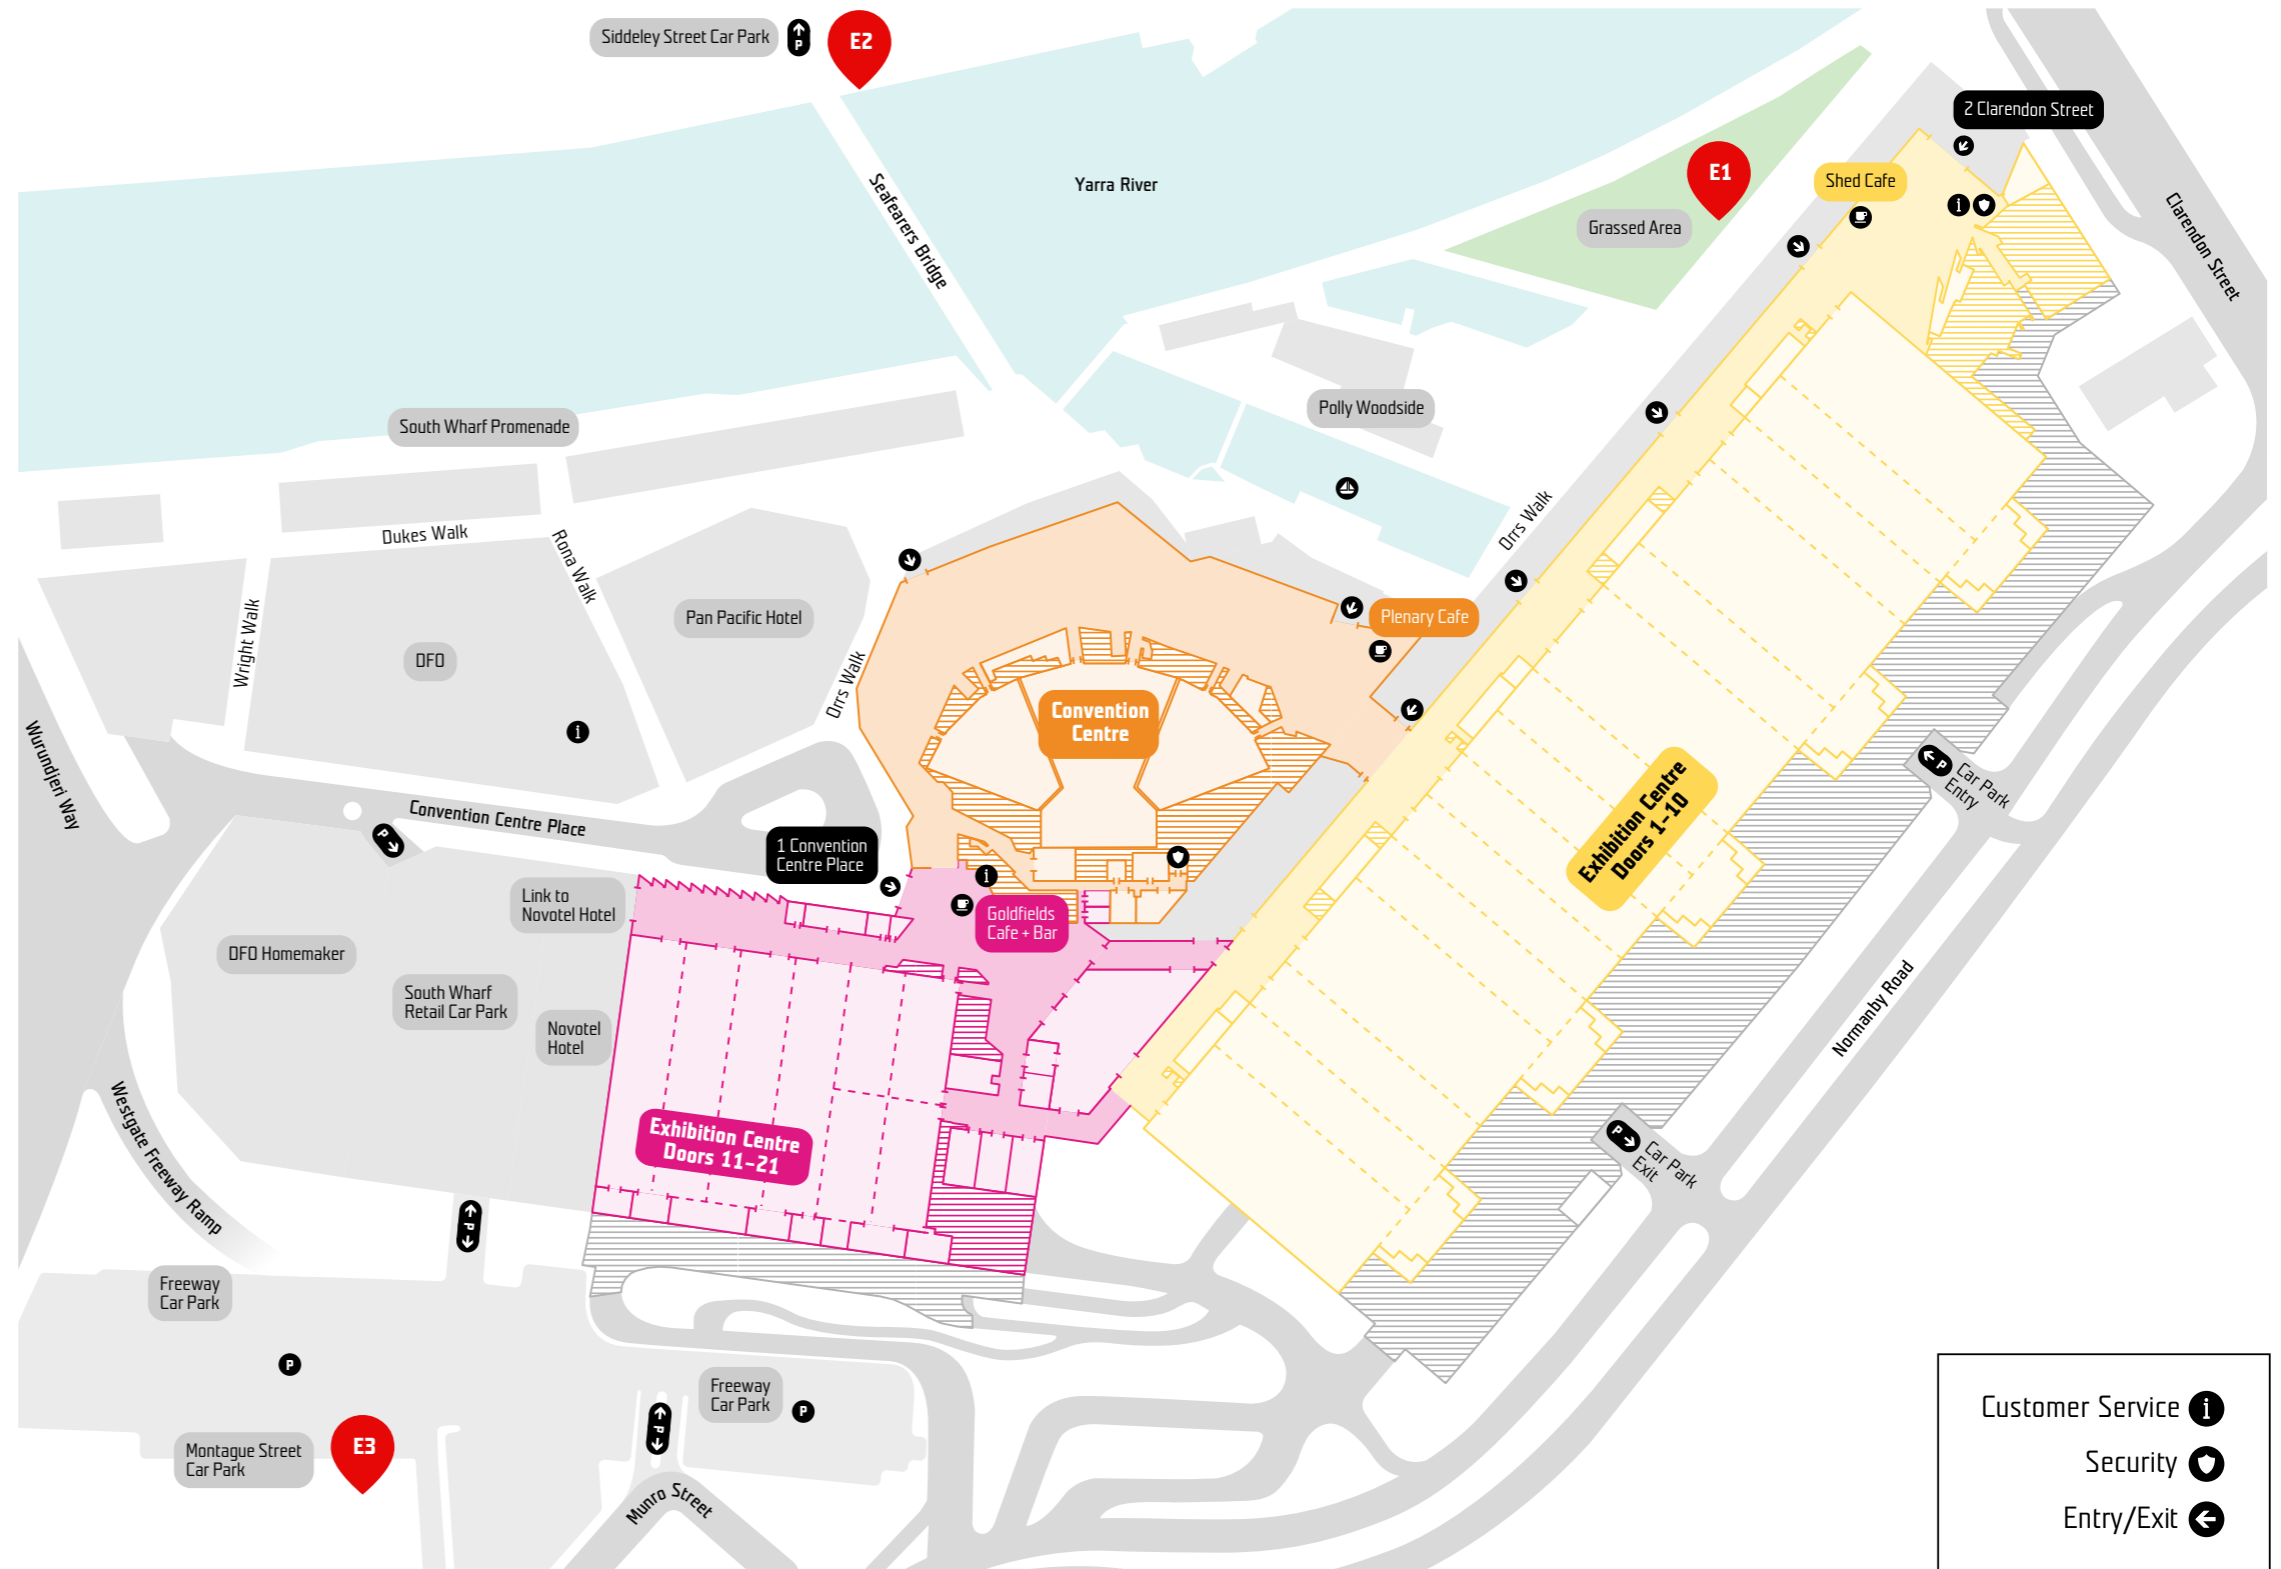 Siddeley Street Car Park
P
E2
2 Clarendon Street
E1
Shed Cafe
Yarra River
Seafearers Bridge
Grassed Area
i
Clarendon Street
Polly Woodside
South Wharf Promenade
Orrs Walk
Dukes Walk
Rona Walk
Wright Walk
Pan Pacific Hotel
Plenary Cafe
DFO
Orrs Walk
i
Convention
Centre
Wurundjeri Way
P
Car Park
Entry
Exhibition Centre
Doors 1-10
Convention Centre Place
P
1 Convention
Centre Place
i
Link to
Novotel Hotel
Goldfields
Cafe + Bar
DFO Homemaker
South Wharf
Retail Car Park
Novotel
Hotel
Normanby Road
Westgate Freeway Ramp
Exhibition Centre
Doors 11-21
P
Car Park
Exit
P
Freeway
Car Park
P
Freeway
Car Park
P
P
Montague Street
Car Park
E3
Munro Street
Customer Service i
Security
Entry/Exit